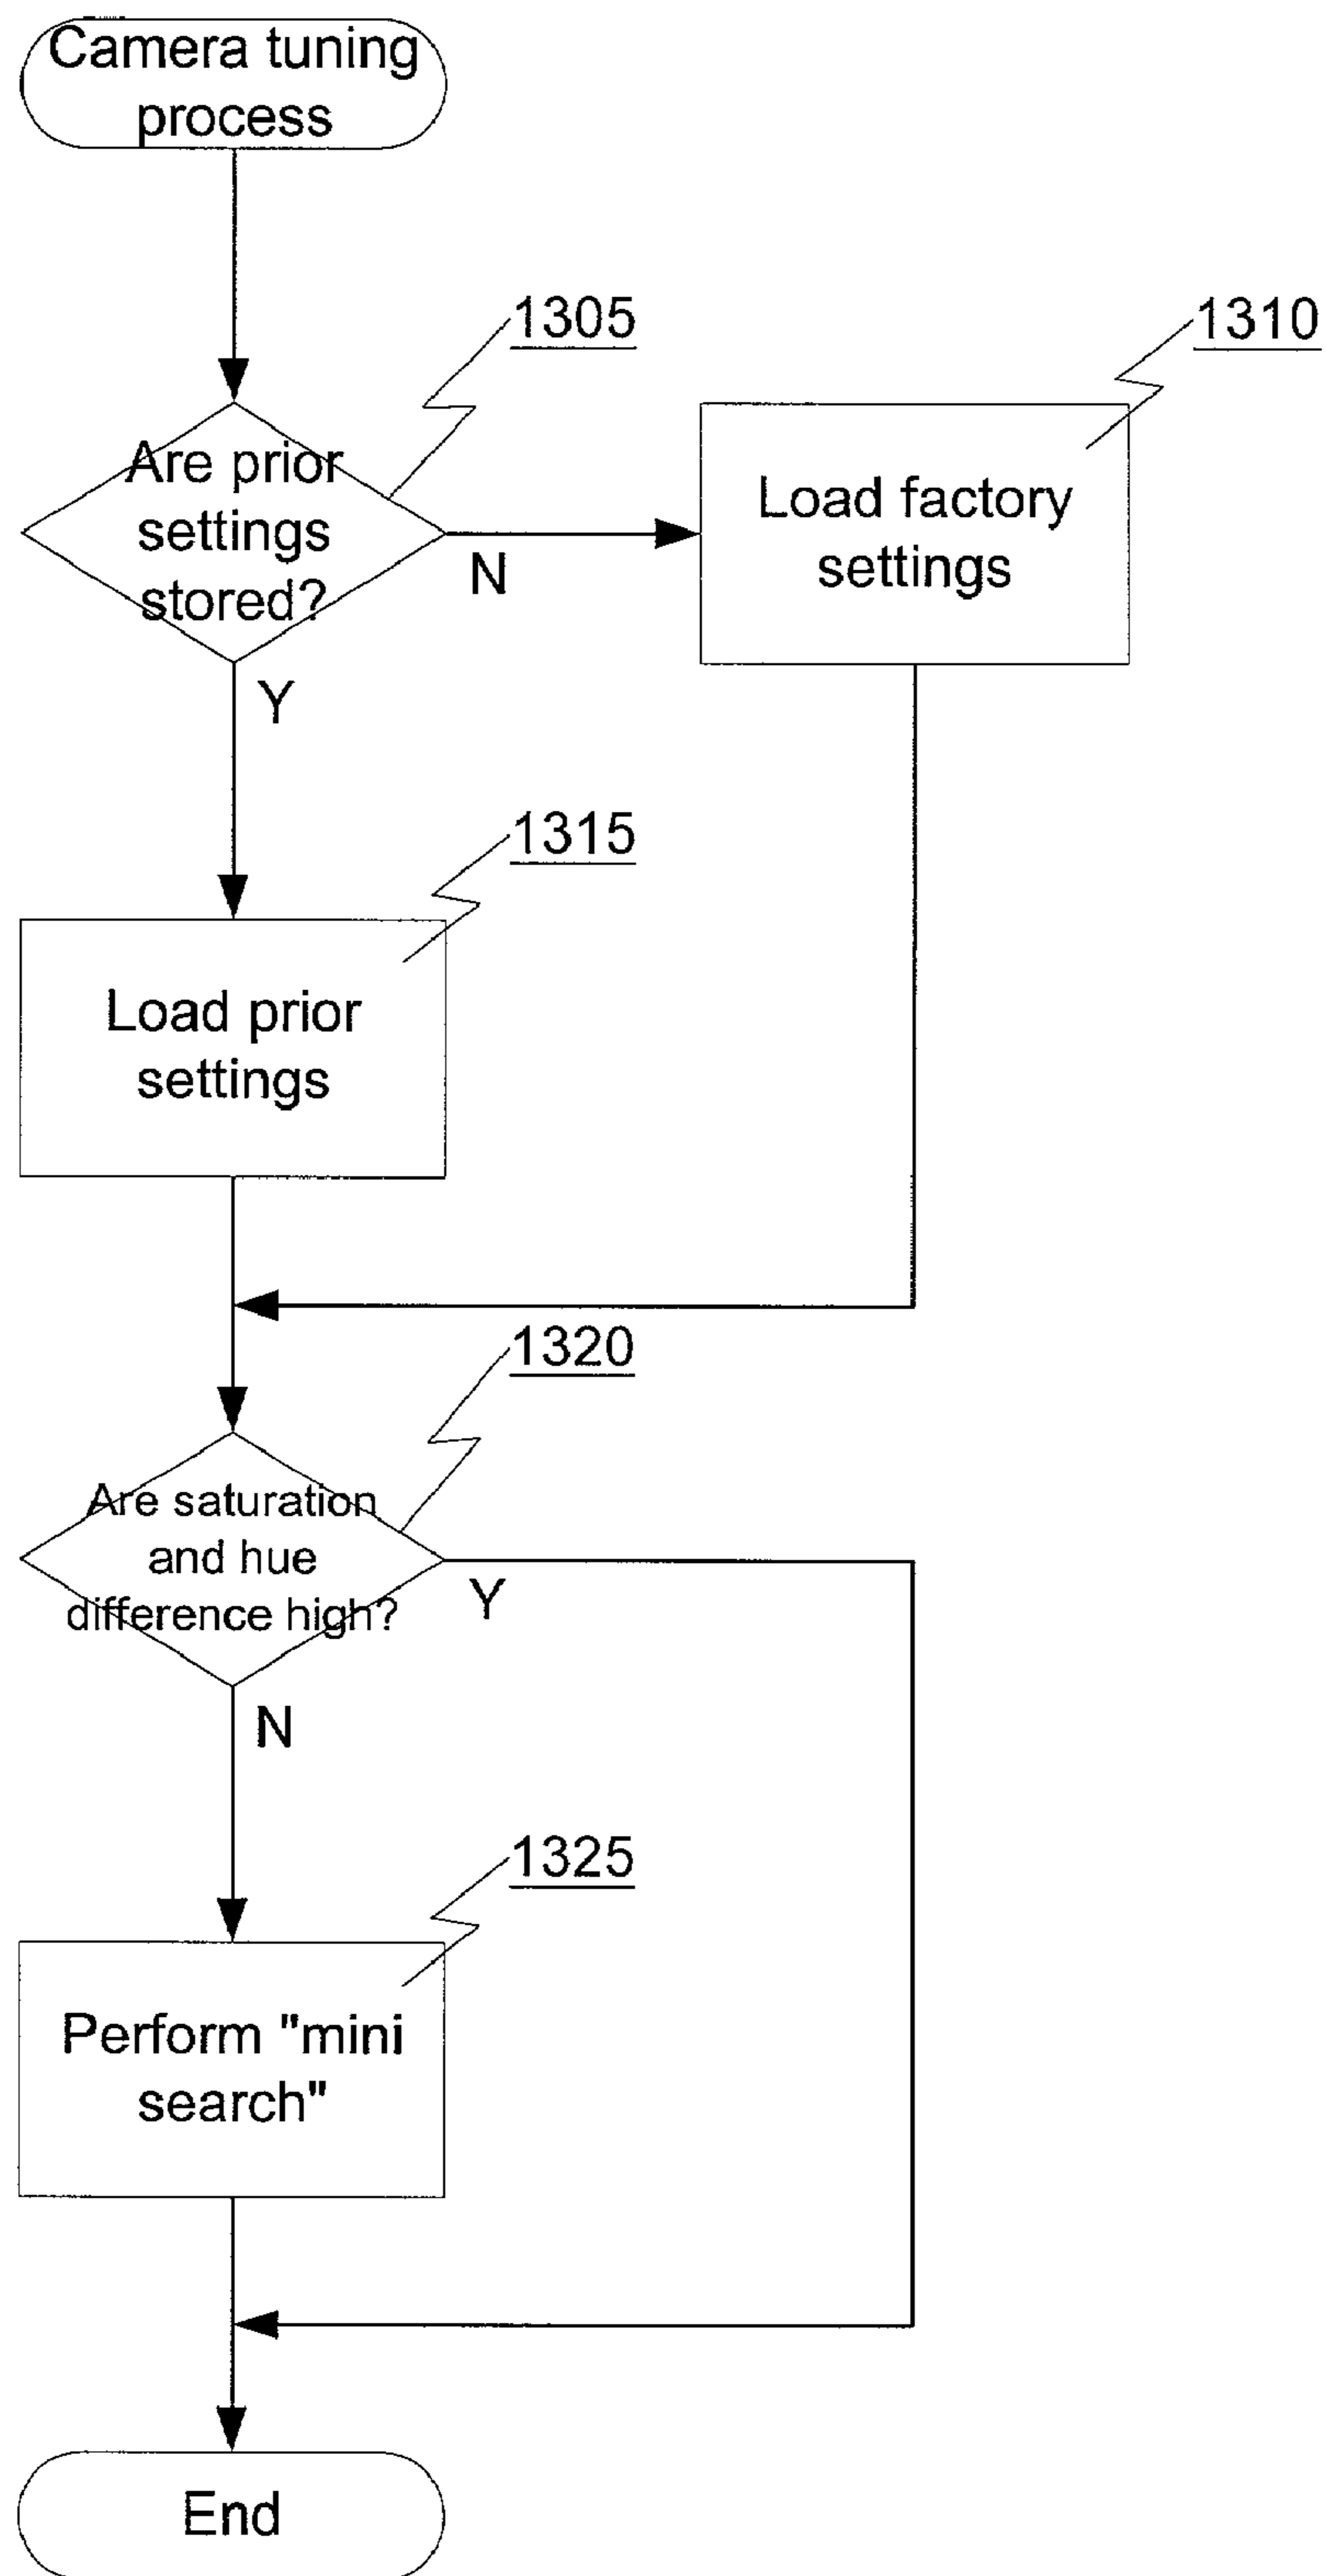 Camera tuning
process
1305
1310
Are prior
settings
stored?
N
Load factory
settings
Y
1315
Load prior
settings
1320
Are saturation
and hue
difference high?
Y
N
1325
Perform "mini
search"
End